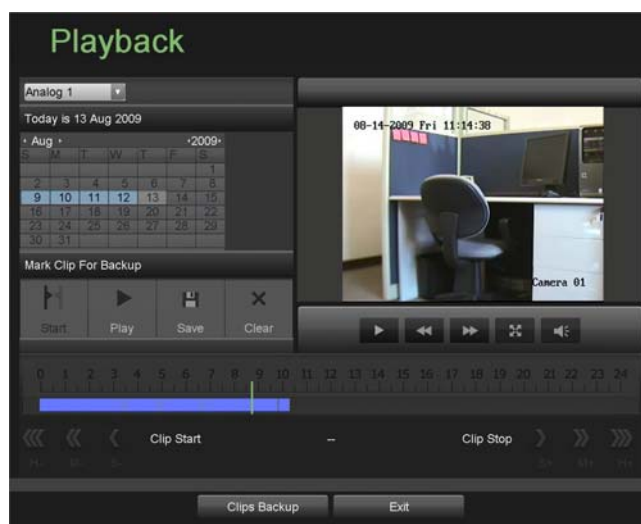 Playback
Analog 1
Today is 13 Aug 2009
Aug 2009
S M T W T F S
1
2 3 4 5 6 7 8
9 10 11 12 13 14 15
16 17 18 19 20 21 22
23 24 25 26 27 28 29
30 31
Mark Clip For Backup
Start Play Save Clear
08-14-2009 Fri 11:14:38
Camera 01
0 1 2 3 4 5 6 7 8 9 10 11 12 13 14 15 16 17 18 19 20 21 22 23 24
Clip Start -- Clip Stop
H- M- S- S+ M+ H+
Clips Backup Exit